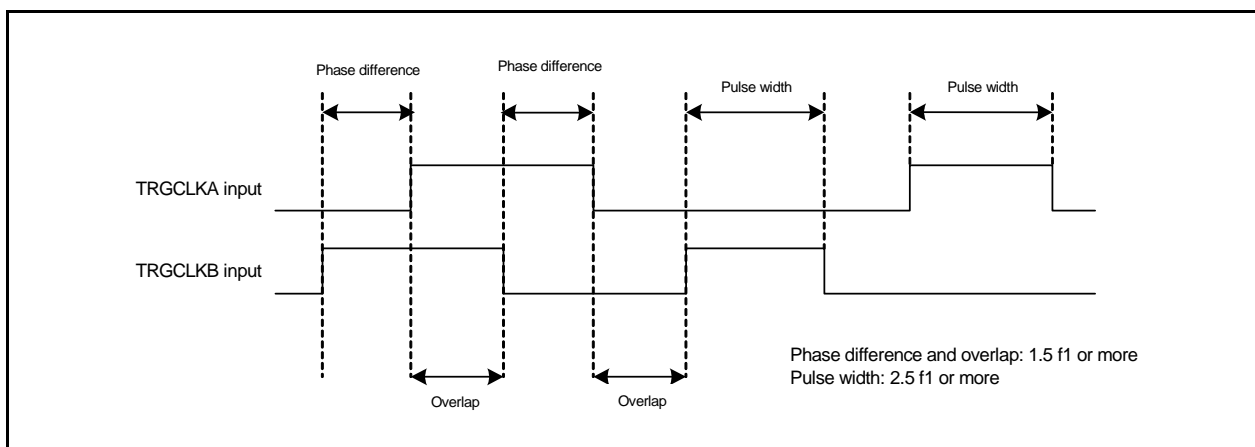 Phase difference
Phase difference
Pulse width
Pulse width
TRGCLKA input
TRGCLKB input
Phase difference and overlap: 1.5 f1 or more
Pulse width: 2.5 f1 or more
Overlap
Overlap